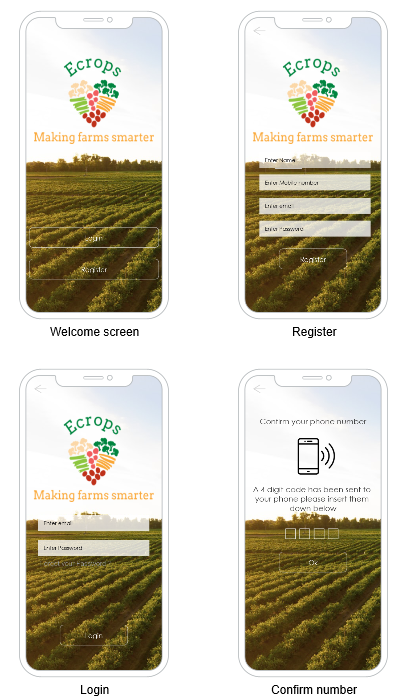 Ecrops
Making farms smarter
Login
Register
Welcome screen
Ecrops
Making farms smarter
Enter Name
Enter Mobile number
Enter email
Enter Password
Register
Register
Ecrops
Making farms smarter
Enter email
Enter Password
Login
Login
Confirm your phone number
A 4 digit code has been sent to
your phone please insert them
down below
Ok
Confirm number